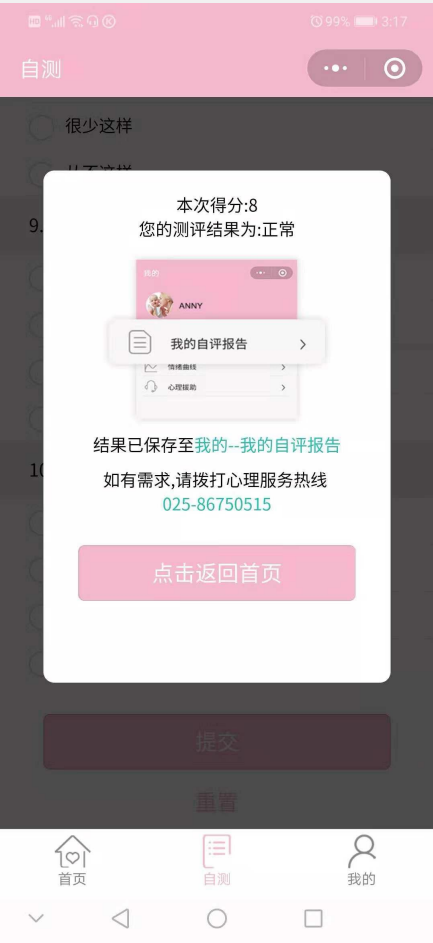 HD 46 99% 3:17
自测
很少这样
从不这样
9.
10
本次得分:8
您的测评结果为:正常
我的
ANNY
我的自评报告
情绪曲线
心理援助
结果已保存至我的--我的自评报告
如有需求,请拨打心理服务热线
025-86750515
点击返回首页
提交
重置
首页 自测 我的